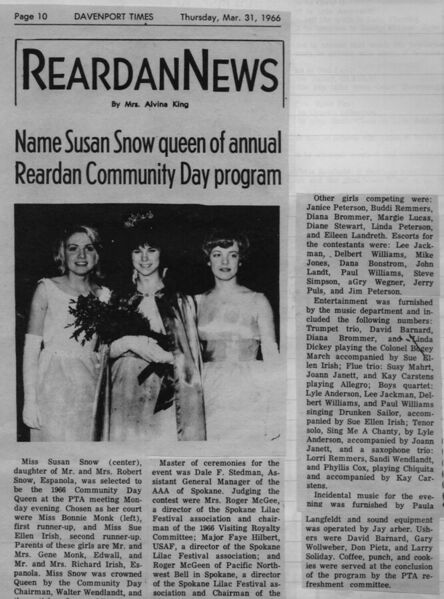 Page 10 DAVENPORT TIMES Thursday, Mar. 31, 1966
REARDANNEWS
By Mrs. Alvina King
Name Susan Snow queen of annual
Reardan Community Day program
Miss Susan Snow (center),
daughter of Mr. and Mrs. Robert
Snow, Espanola, was selected to
be the 1966 Community Day
Queen at the PTA meeting Mon-
day evening. Chosen as her court
were Miss Bonnie Monk (left),
first runner-up, and Miss Sue
Ellen Irish, second runner-up.
Parents of these girls are Mr. and
Mrs. Gene Monk, Edwall, and
Mr. and Mrs. Richard Irish, Es-
panola. Miss Snow was crowned
Queen by the Community Day
Chairman, Walter Wendlandt, and
Master of ceremonies for the
event was Dale F. Stedman, As-
sistant General Manager of the
AAA of Spokane. Judging the
contest were Mrs. Roger McGee,
a director of the Spokane Lilac
Festival association and chair-
man of the 1966 Visiting Royalty
Committee; Major Faye Hilbert,
USAF, a director of the Spokane
Lilac Festival association; and
Roger McGee of Pacific North-
west Bell in Spokane, a director
of the Spokane Lilac Festival as-
sociation and Chairman of the
Other girls competing were:
Janice Peterson, Buddi Remmers,
Diana Brommer, Margie Lucas,
Diane Stewart, Linda Peterson,
and Eileen Landreth. Escorts for
the contestants were: Lee Jack-
man, Delbert Williams, Mike
Jones, Dana Bonstrom, John
Landt, Paul Williams, Steve
Simpson, aGry Wegner, Jerry
Puls, and Jim Peterson.
Entertainment was furnished
by the music department and in-
cluded the following numbers:
Trumpet trio, David Barnard,
Diana Brommer, and Linda
Dickey playing the Colonel Bogey
March accompanied by Sue El-
len Irish; Flue trio: Susy Mahrt,
Joann Janett, and Kay Carstens
playing Allegro; Boys quartet:
Lyle Anderson, Lee Jackman, Del-
bert Williams, and Paul Williams
singing Drunken Sailor, accom-
panied by Sue Ellen Irish; Tenor
solo, Sing Me A Chanty, by Lyle
Anderson, accompanied by Joann
Janett, and a saxophone trio:
Lorri Remmers, Sandi Wendlandt,
and Phyllis Cox, playing Chiquita
and accompanied by Kay Car-
stens.
Incidental music for the eve-
ning was furnished by Paula
Langfeldt and sound equipment
was operated by Jay arber. Ush-
ers were David Barnard, Gary
Wollweber, Don Pietz, and Larry
Soliday. Coffee, punch, and cook-
ies were served at the conclusion
of the program by the PTA re-
freshment committee.